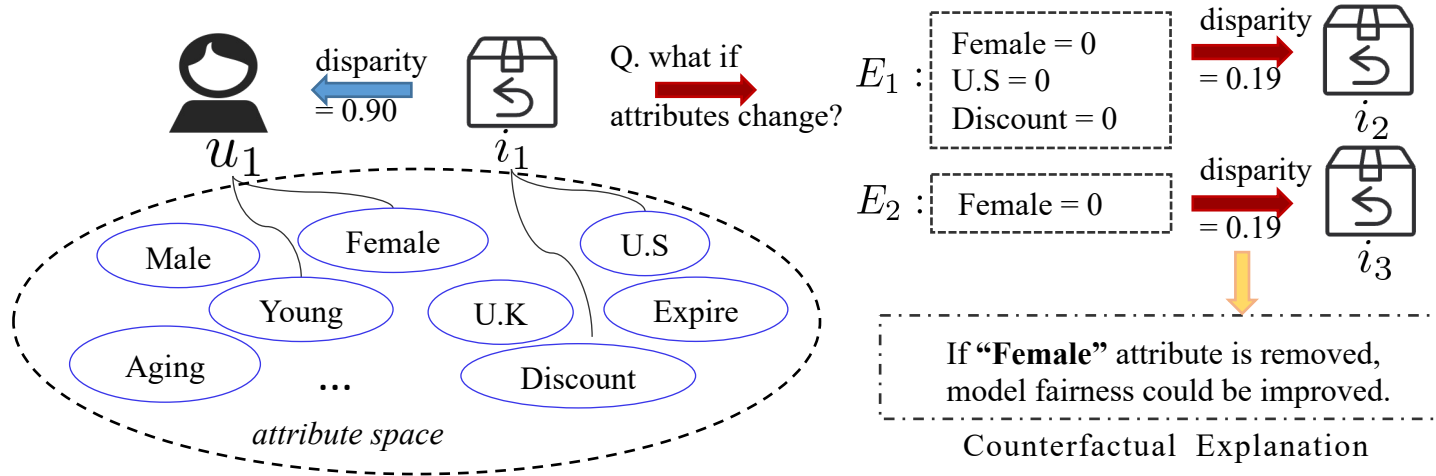 disparity
= 0.90
u₁
i₁
Q. what if
attributes change?
E₁ :
Female = 0
U.S = 0
Discount = 0
disparity
= 0.19
i₂
E₂ :
Female = 0
disparity
= 0.19
i₃
Male
Female
U.S
Young
U.K
Expire
Aging
...
Discount
attribute space
If “Female” attribute is removed,
model fairness could be improved.
Counterfactual Explanation